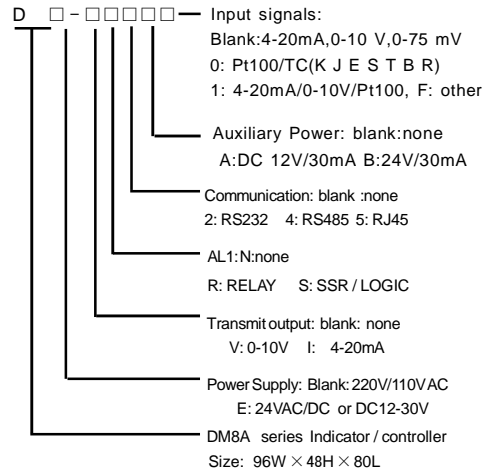 D □-□□□□□ Input signals:
Blank:4-20mA,0-10 V,0-75 mV
0: Pt100/TC(K J E S T B R)
1: 4-20mA/0-10V/Pt100, F: other
Auxiliary Power: blank:none
A:DC 12V/30mA B:24V/30mA
Communication: blank :none
2: RS232 4: RS485 5: RJ45
AL1:N:none
R: RELAY S: SSR / LOGIC
Transmit output: blank: none
V: 0-10V I: 4-20mA
Power Supply: Blank: 220V/110VAC
E: 24VAC/DC or DC12-30V
DM8A series Indicator / controller
Size: 96W×48H×80L